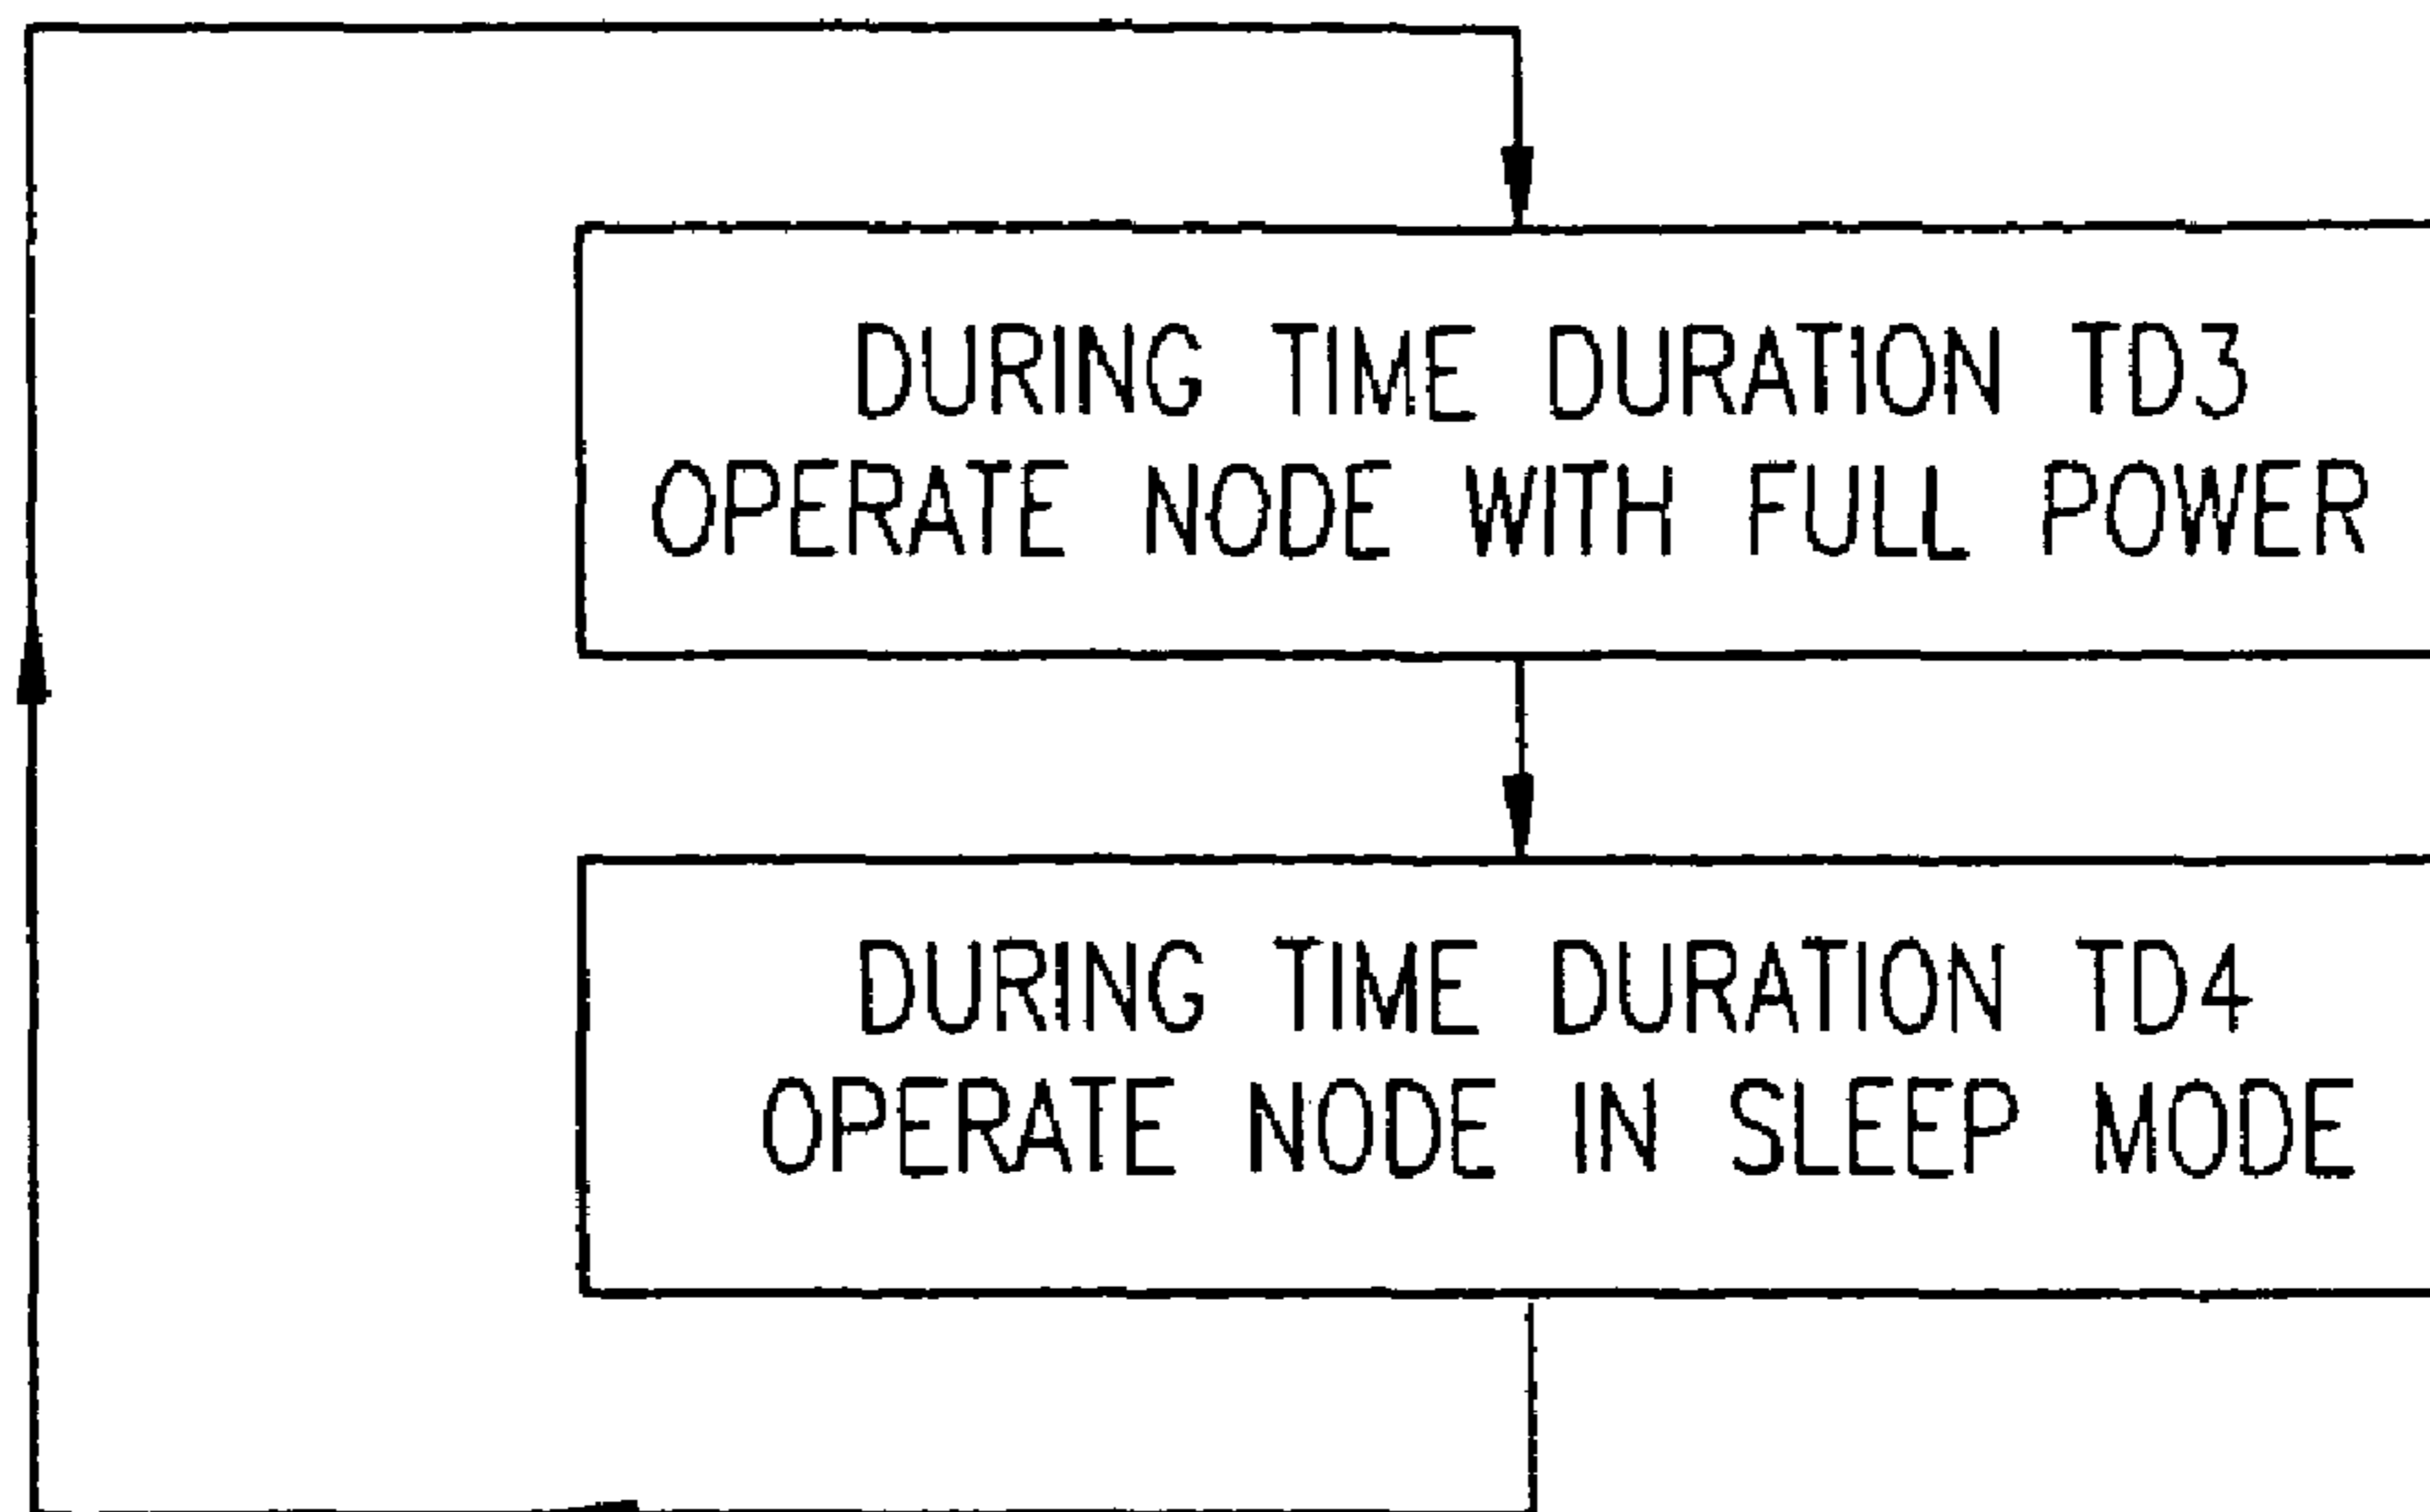 DURING TIME DURATION TD3
OPERATE NODE WITH FULL POWER
DURING TIME DURATION TD4
OPERATE NODE IN SLEEP MODE